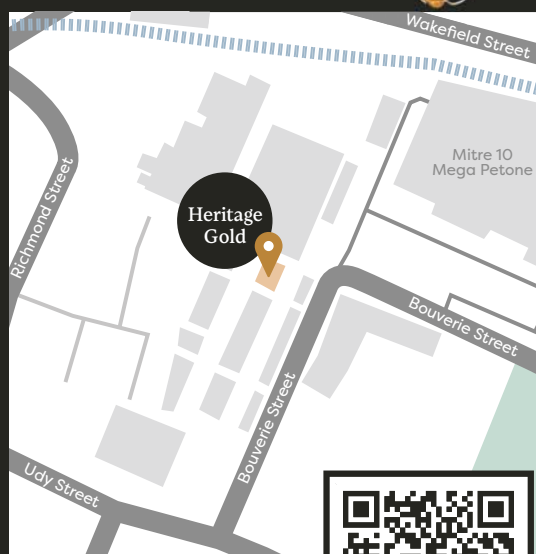 Wakefield Street
Mitre 10
Mega Petone
Richmond Street
Heritage
Gold
Bouverie Street
Bouverie Street
Udy Street